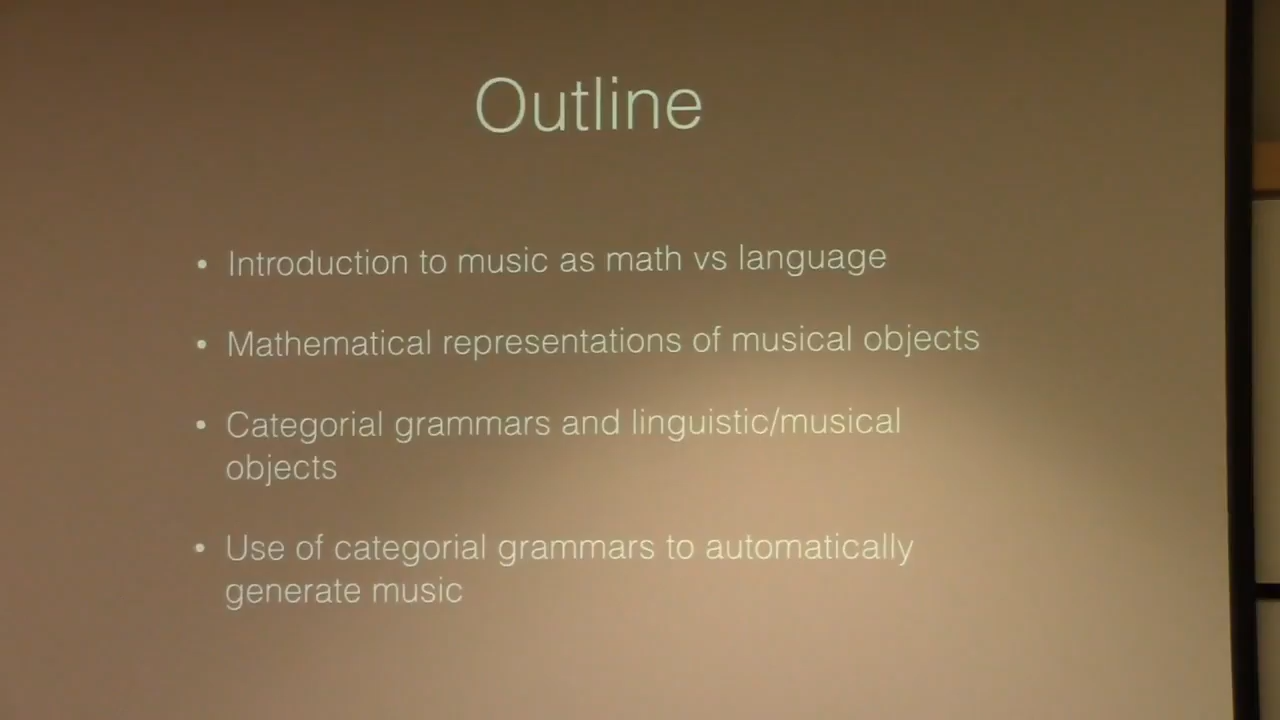 Outline
• Introduction to music as math vs language
• Mathematical representations of musical objects
• Categorial grammars and linguistic/musical
objects
• Use of categorial grammars to automatically
generate music